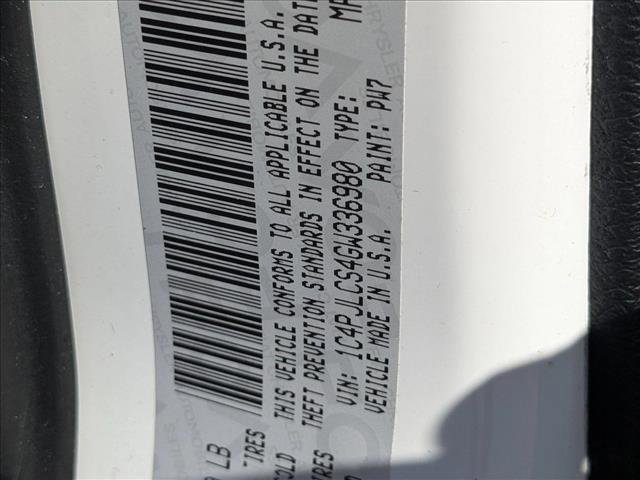 LB
TIRES
COLD
THIS VEHICLE CONFORMS TO ALL APPLICABLE U.S.A.
THEFT PREVENTION STANDARDS IN EFFECT ON THE DATE
VIN: 1C4PJLCS4GW336980 TYPE:
VEHICLE MADE IN U.S.A. PAINT: PW7